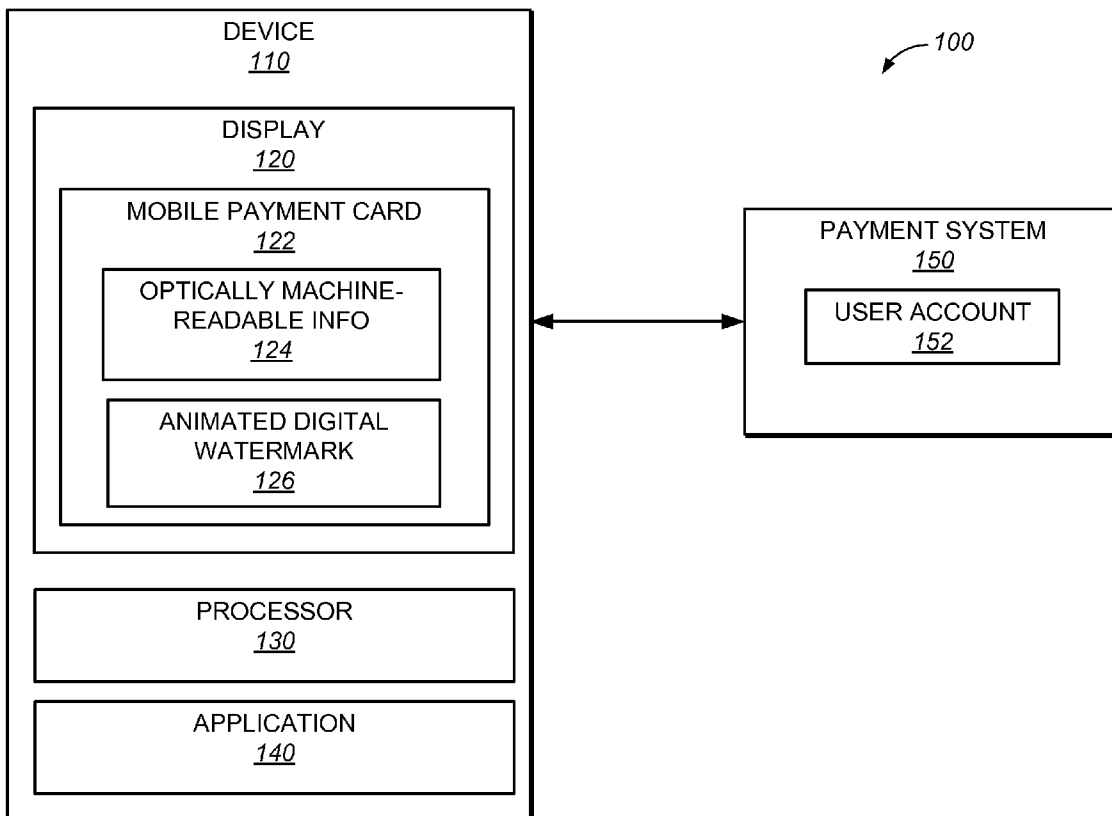 DEVICE
110
100
DISPLAY
120
MOBILE PAYMENT CARD
122
OPTICALLY MACHINE-
READABLE INFO
124
ANIMATED DIGITAL
WATERMARK
126
PROCESSOR
130
APPLICATION
140
PAYMENT SYSTEM
150
USER ACCOUNT
152